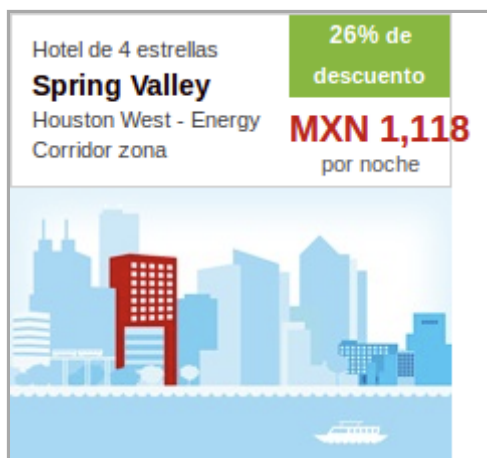 Hotel de 4 estrellas
Spring Valley
Houston West - Energy
Corridor zona
26% de
descuento
MXN 1,118
por noche